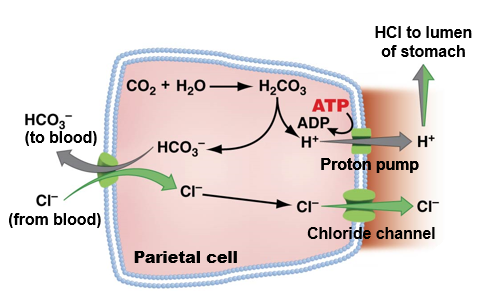 HCl to lumen
of stomach
CO₂ + H₂O
H₂CO₃
ATP
ADP
HCO₃⁻
(to blood)
HCO₃⁻
H⁺
H⁺
Proton pump
Cl⁻
(from blood)
Cl⁻
Cl⁻
Cl⁻
Chloride channel
Parietal cell